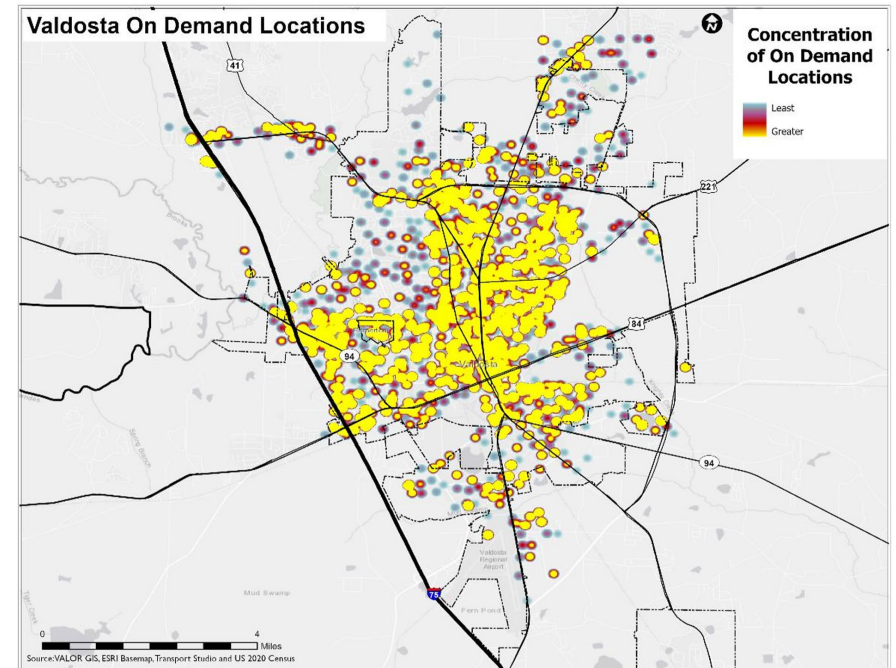 Valdosta On Demand Locations
Concentration
of On Demand
Locations
Least
Greater
N
41
221
84
94
Valdosta
94
Valdosta
Regional
Airport
75
Mud Swamp
Fern Pond
0
4
Miles
Source: VALOR GIS, ESRI Basemap, Transport Studio and US 2020 Census